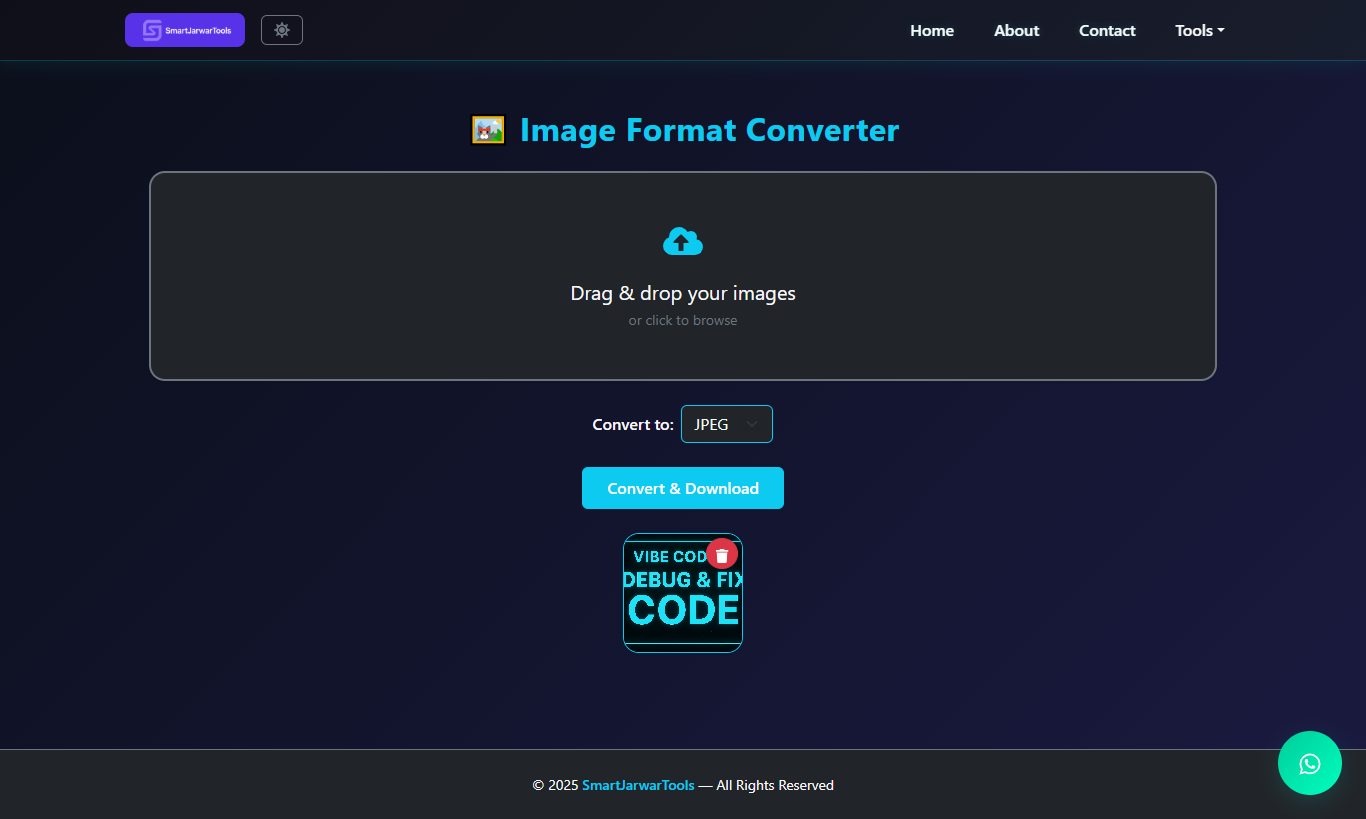 SmartJarwarTools
Home About Contact Tools
Image Format Converter
Drag & drop your images
or click to browse
Convert to: JPEG
Convert & Download
VIBE COD
DEBUG & FIX
CODE
© 2025 SmartJarwarTools — All Rights Reserved